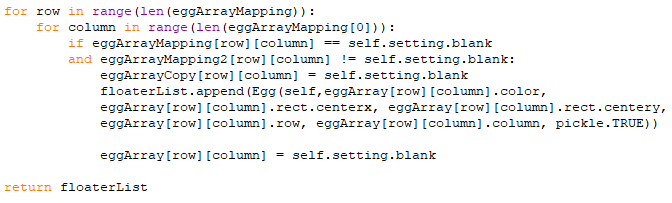 for row in range(len(eggArrayMapping)):
    for column in range(len(eggArrayMapping[0])):
        if eggArrayMapping[row][column] == self.setting.blank
        and eggArrayMapping2[row][column] != self.setting.blank:
            eggArrayCopy[row][column] = self.setting.blank
            floaterList.append(Egg(self,eggArray[row][column].color,
            eggArray[row][column].rect.centerx, eggArray[row][column].rect.centery,
            eggArray[row][column].row, eggArray[row][column].column, pickle.TRUE))

            eggArray[row][column] = self.setting.blank

return floaterList